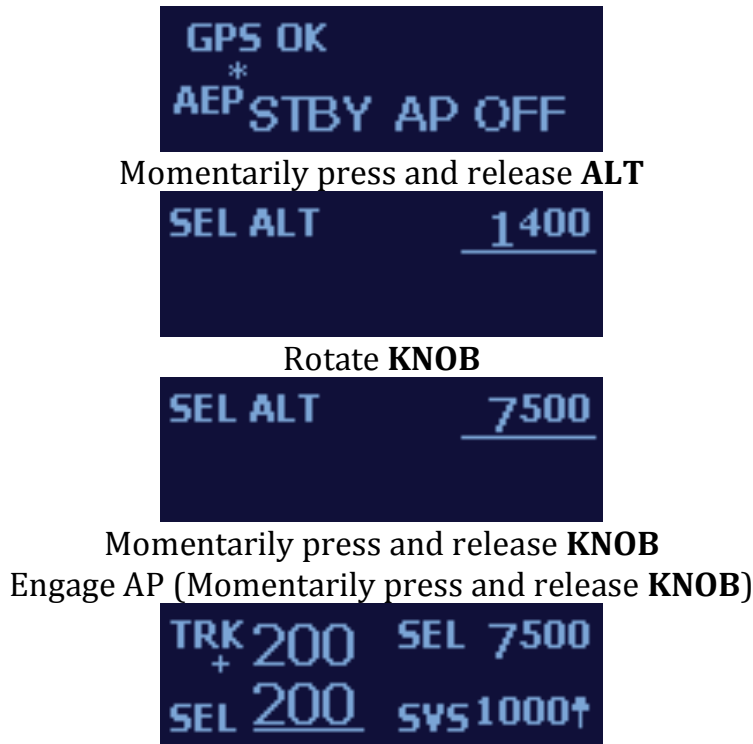 GPS OK
*
AEP STBY AP OFF
Momentarily press and release ALT
SEL ALT 1400
Rotate KNOB
SEL ALT 7500
Momentarily press and release KNOB
Engage AP (Momentarily press and release KNOB)
TRK + 200 SEL 7500
SEL 200 SVS 1000↑